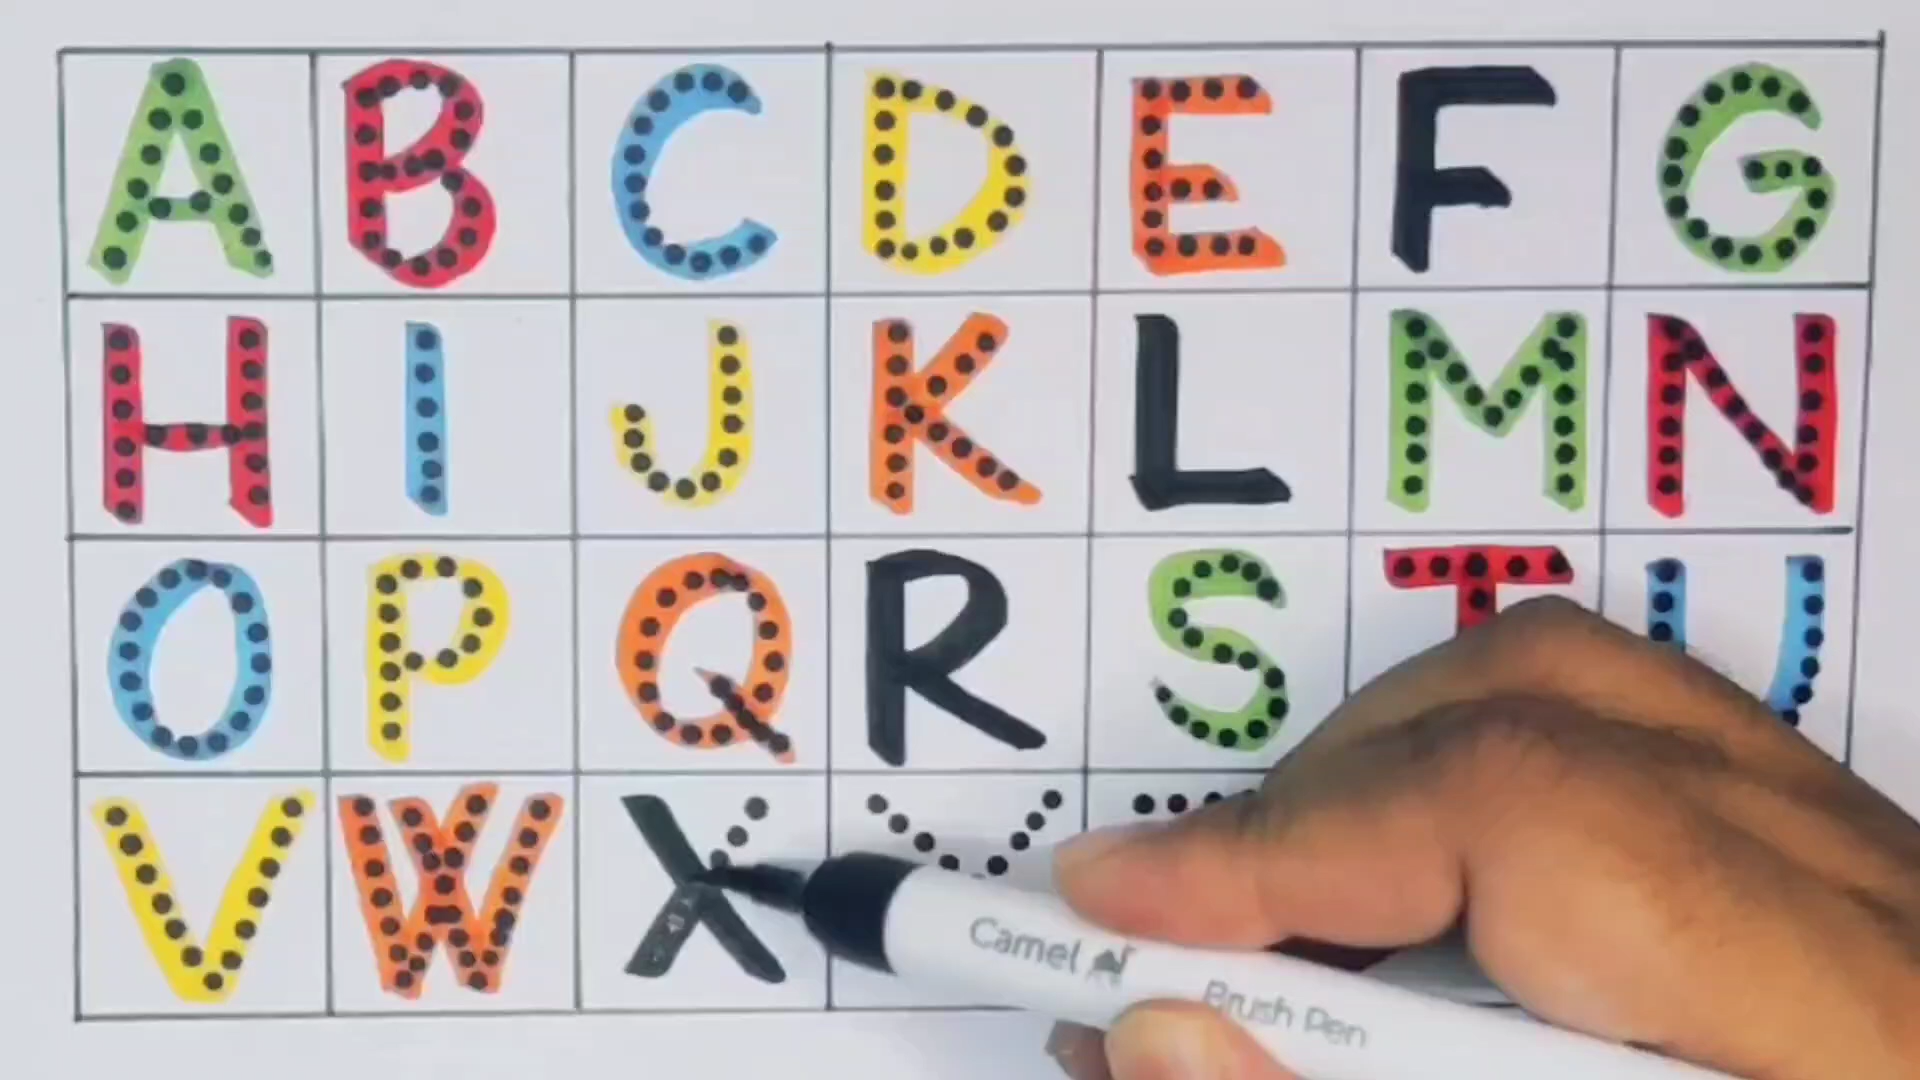 A B C D E F G
H I J K L M N
O P Q R S T U
V W X Y
Camel
Brush Pen